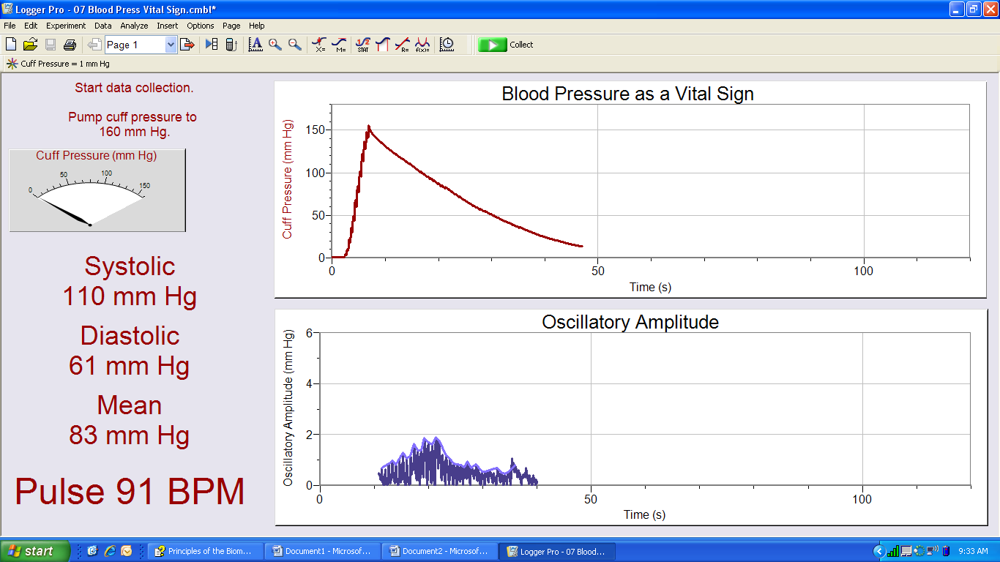 Logger Pro - 07 Blood Press Vital Sign.cmbl*
File Edit Experiment Data Analyze Insert Options Page Help
Page 1
X= M= STAT R= f(x)=
Collect
Cuff Pressure = 1 mm Hg
Start data collection.
Pump cuff pressure to
160 mm Hg.
Cuff Pressure (mm Hg)
0 50 100 150
Systolic
110 mm Hg
Diastolic
61 mm Hg
Mean
83 mm Hg
Pulse 91 BPM
Blood Pressure as a Vital Sign
Cuff Pressure (mm Hg)
150
100
50
0
0 50 100
Time (s)
Oscillatory Amplitude
Oscillatory Amplitude (mm Hg)
6
4
2
0
0 50 100
Time (s)
start
Principles of the Biom...
Document1 - Microsof...
Document2 - Microsof...
Logger Pro - 07 Blood...
9:33 AM